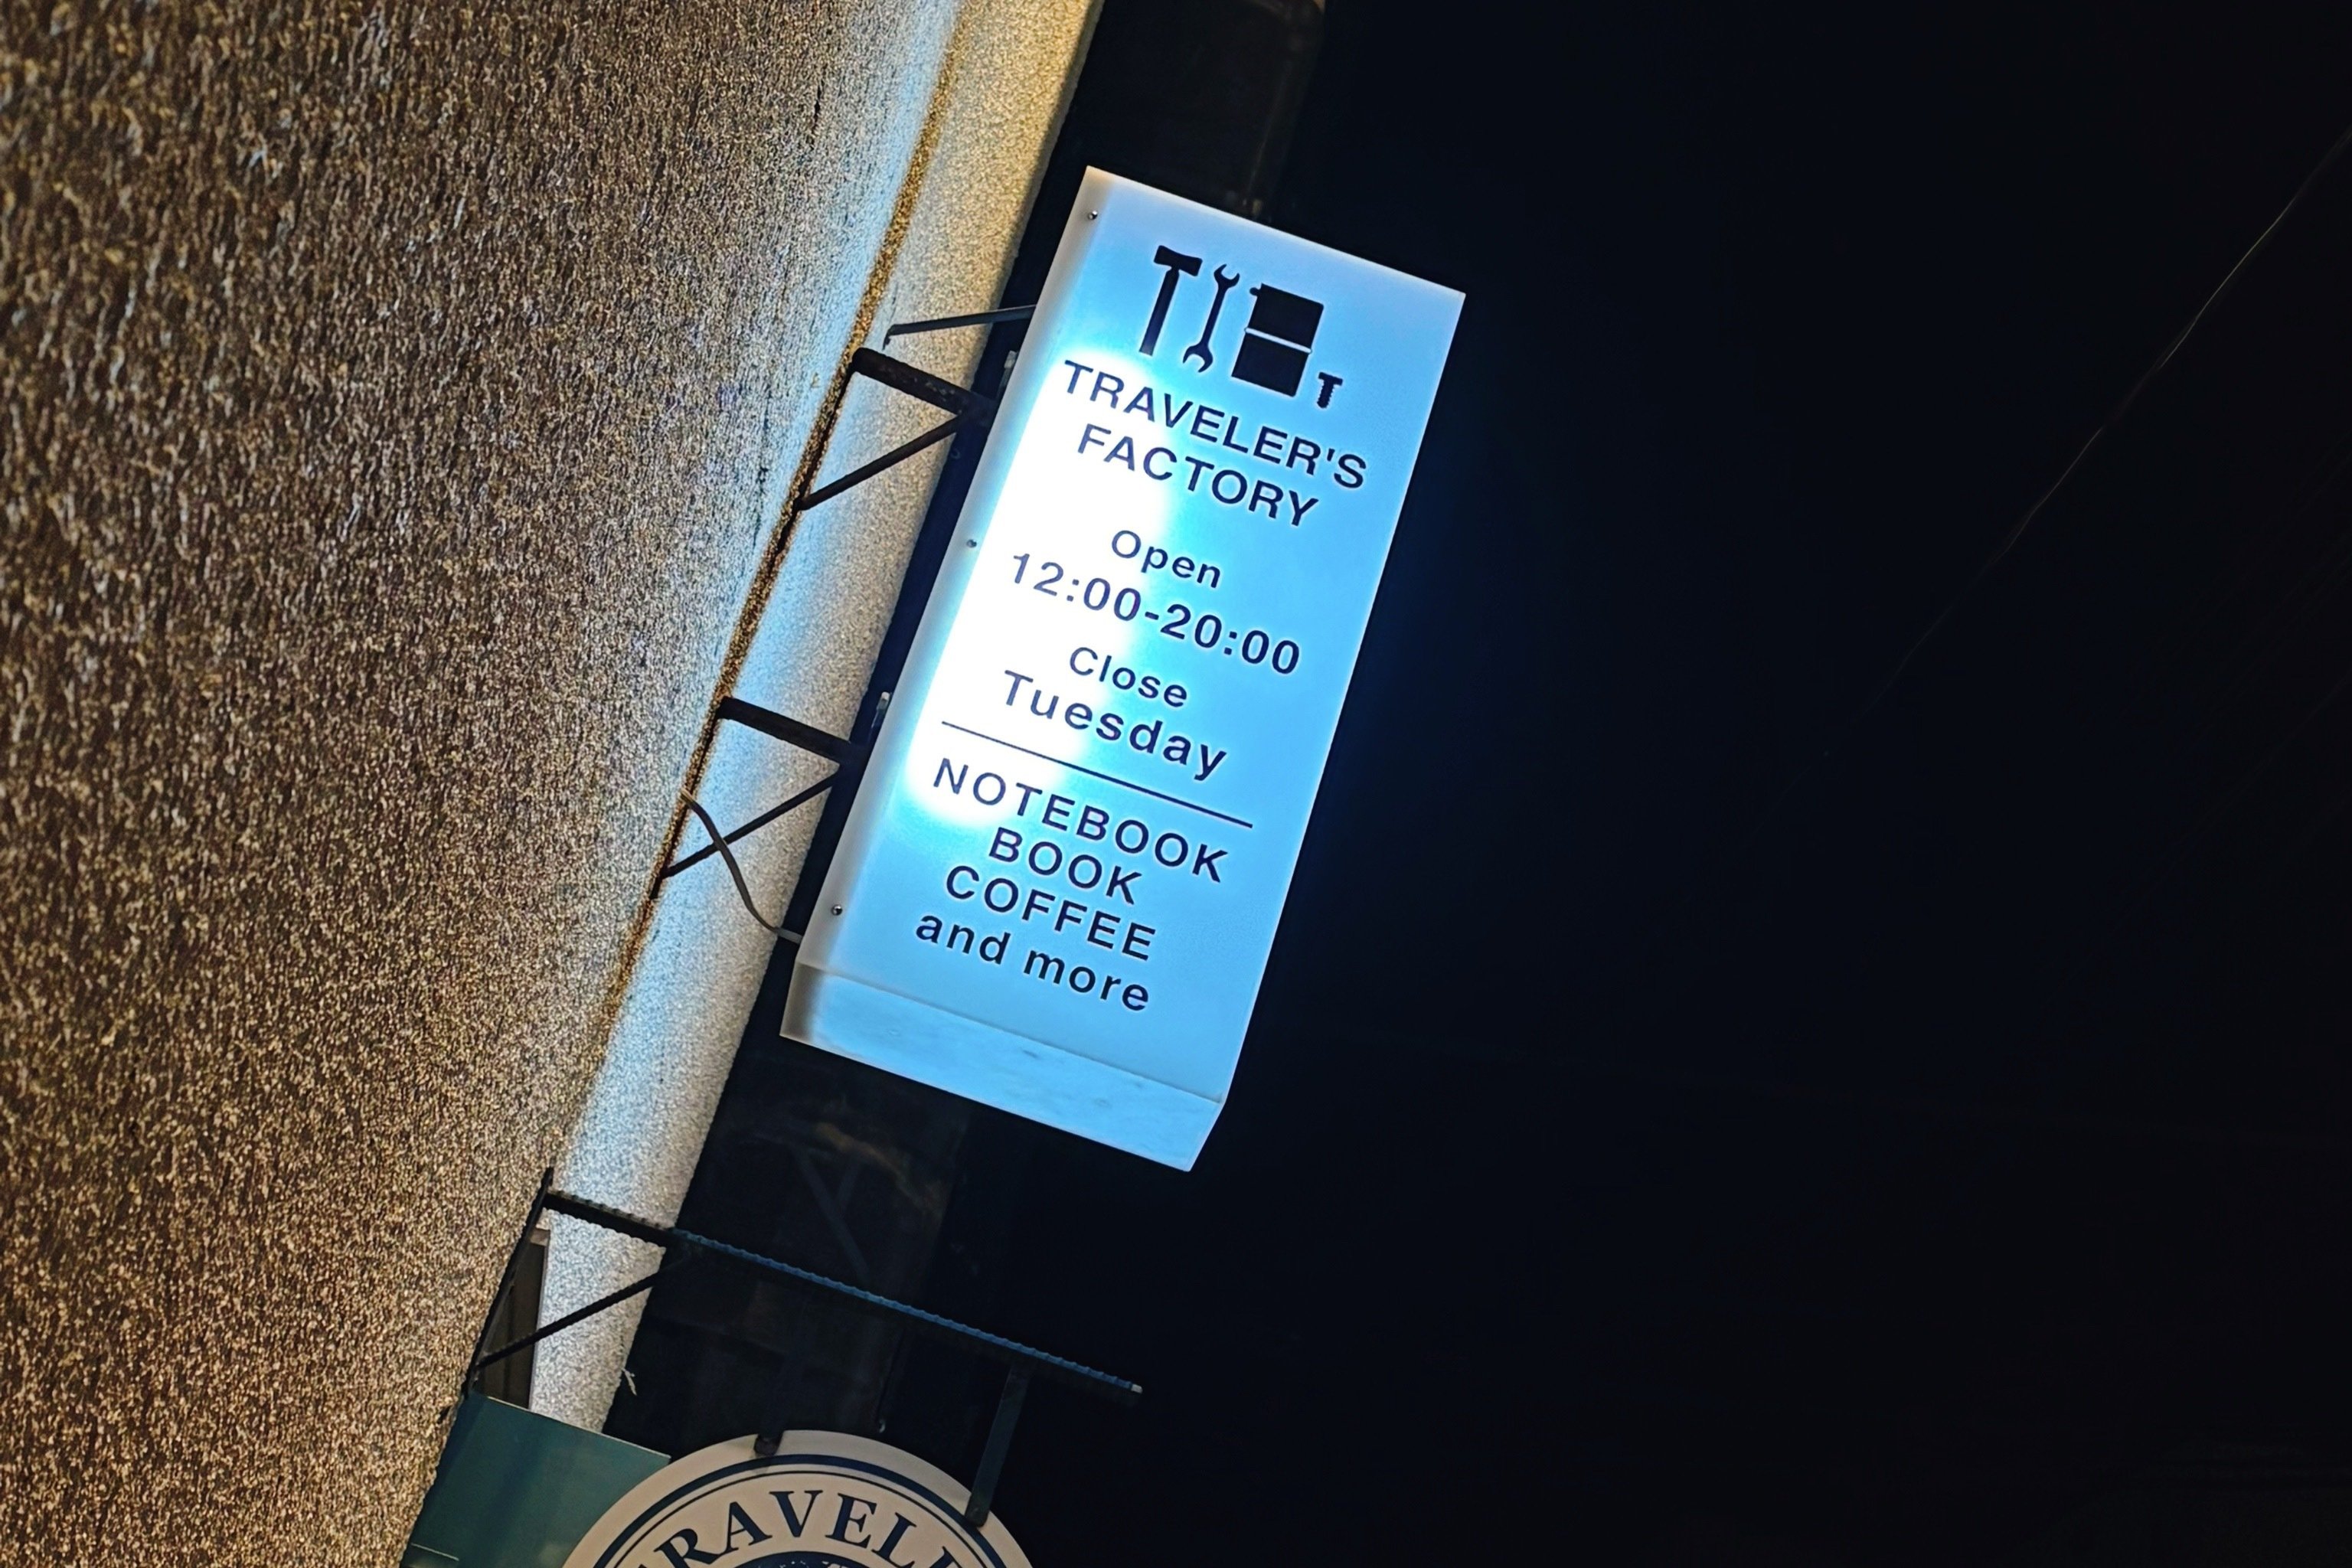 TRAVELER'S
FACTORY
Open
12:00-20:00
Close
Tuesday
NOTEBOOK
BOOK
COFFEE
and more